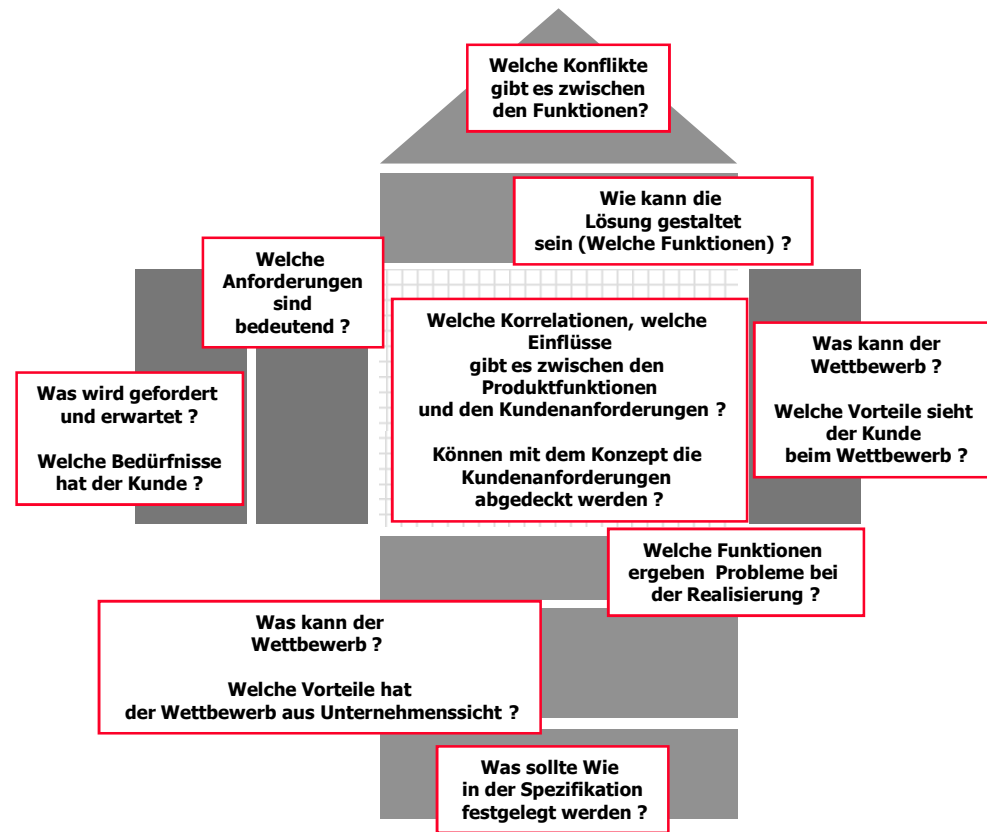 Welche Konflikte
gibt es zwischen
den Funktionen?
Wie kann die
Lösung gestaltet
sein (Welche Funktionen) ?
Welche
Anforderungen
sind
bedeutend ?
Welche Korrelationen, welche
Einflüsse
gibt es zwischen den
Produktfunktionen
und den Kundenanforderungen ?
Können mit dem Konzept die
Kundenanforderungen
abgedeckt werden ?
Was kann der
Wettbewerb ?
Welche Vorteile sieht
der Kunde
beim Wettbewerb ?
Was wird gefordert
und erwartet ?
Welche Bedürfnisse
hat der Kunde ?
Welche Funktionen
ergeben Probleme bei
der Realisierung ?
Was kann der
Wettbewerb ?
Welche Vorteile hat
der Wettbewerb aus Unternehmenssicht ?
Was sollte Wie
in der Spezifikation
festgelegt werden ?